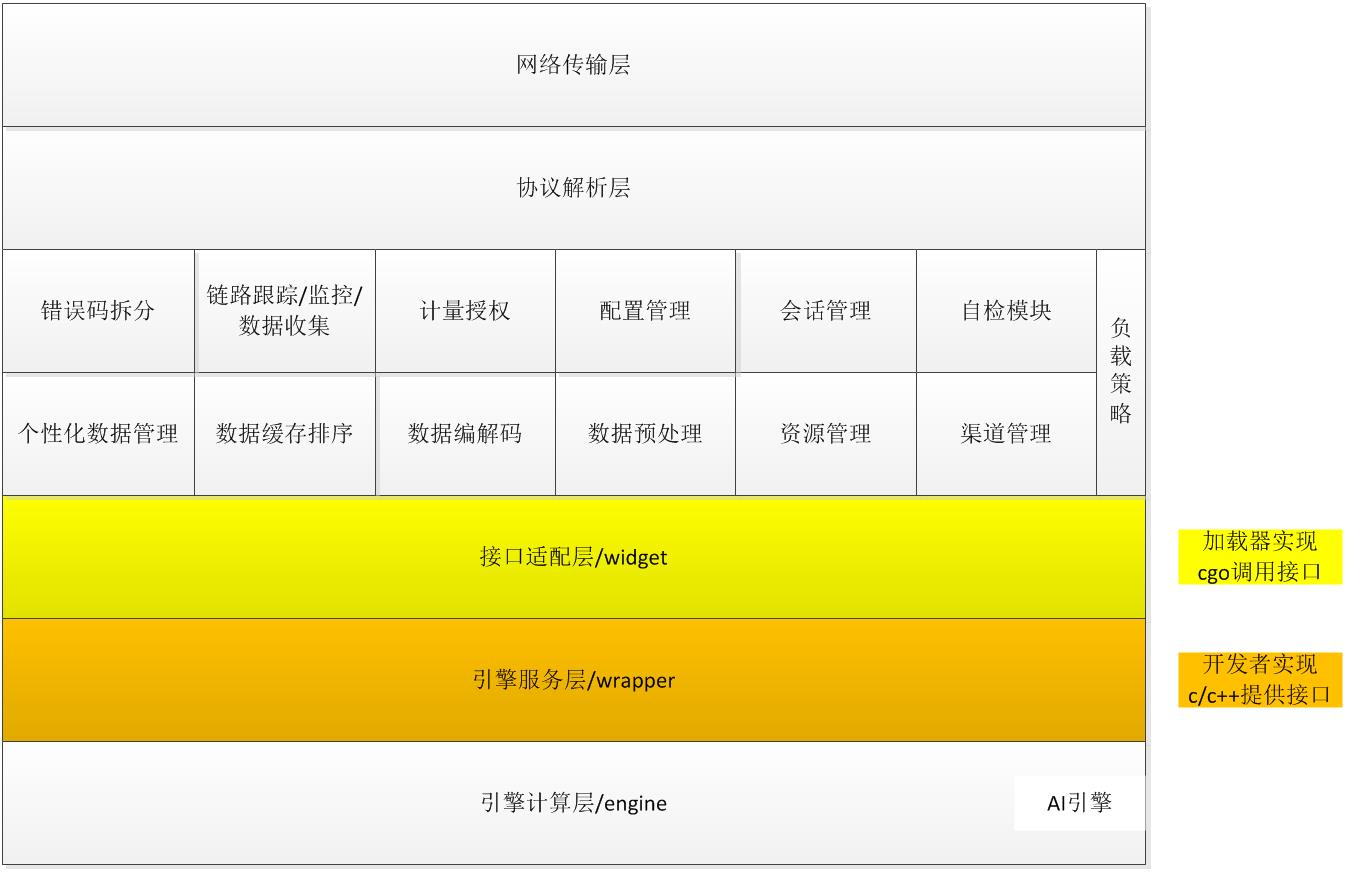 网络传输层
协议解析层
错误码拆分
链路跟踪/监控/
数据收集
计量授权
配置管理
会话管理
自检模块
负
载
策
略
个性化数据管理
数据缓存排序
数据编解码
数据预处理
资源管理
渠道管理
接口适配层/widget
加载器实现
cgo调用接口
引擎服务层/wrapper
开发者实现
c/c++提供接口
引擎计算层/engine
AI引擎